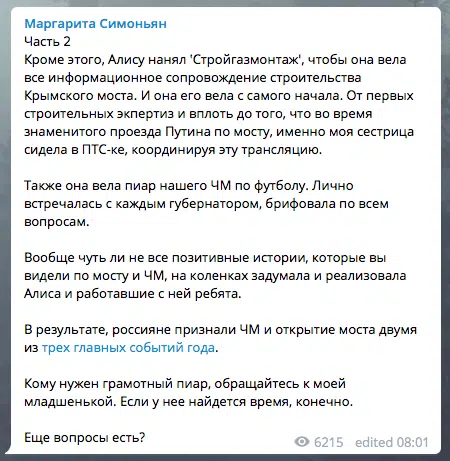 Маргарита Симоньян
Часть 2
Кроме этого, Алису нанял 'Стройгазмонтаж', чтобы она вела
все информационное сопровождение строительства
Крымского моста. И она его вела с самого начала. От первых
строительных экпертиз и вплоть до того, что во время
знаменитого проезда Путина по мосту, именно моя сестрица
сидела в ПТС-ке, координируя эту трансляцию.
Также она вела пиар нашего ЧМ по футболу. Лично
встречалась с каждым губернатором, брифовала по всем
вопросам.
Вообще чуть ли не все позитивные истории, которые вы
видели по мосту и ЧМ, на коленках задумала и реализовала
Алиса и работавшие с ней ребята.
В результате, россияне признали ЧМ и открытие моста двумя
из трех главных событий года.
Кому нужен грамотный пиар, обращайтесь к моей
младшенькой. Если у нее найдется время, конечно.
Еще вопросы есть?
6215 edited 08:01